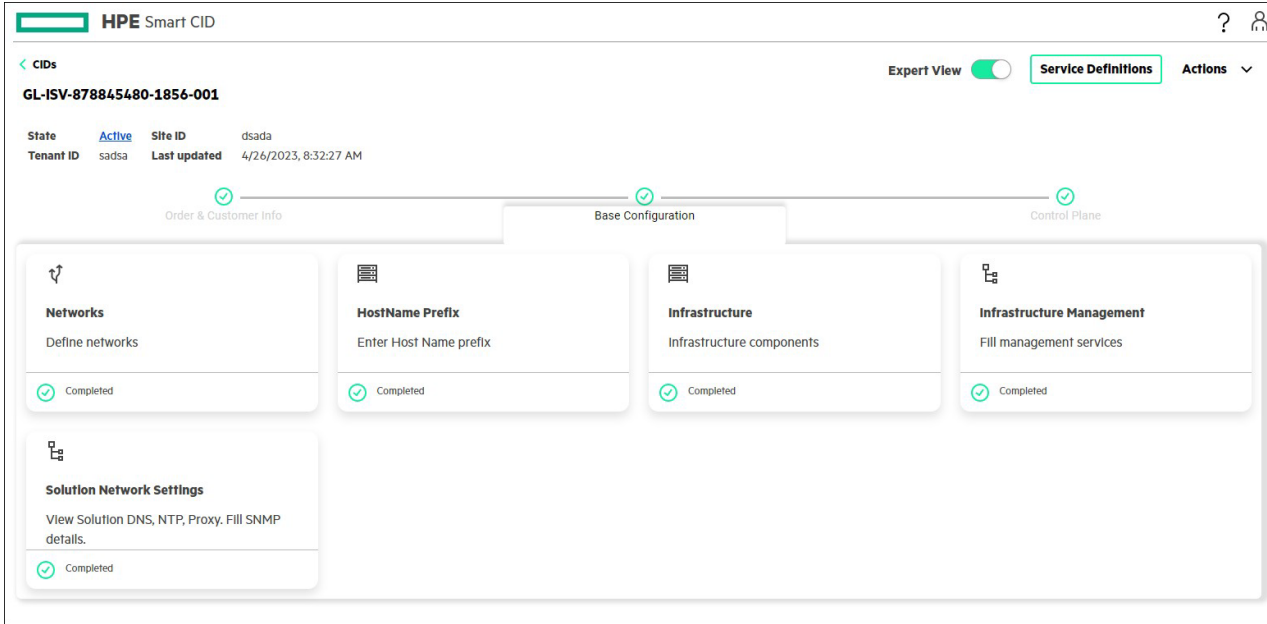 HPE Smart CID
?
CIDs
Expert View
Service Definitions
Actions
GL-ISV-878845480-1856-001
State Active Site ID dsada
Tenant ID sadsa Last updated 4/26/2023, 8:32:27 AM
Order & Customer Info
Base Configuration
Control Plane
Networks
Define networks
Completed
HostName Prefix
Enter Host Name prefix
Completed
Infrastructure
Infrastructure components
Completed
Infrastructure Management
Fill management services
Completed
Solution Network Settings
View Solution DNS, NTP, Proxy. Fill SNMP
details.
Completed